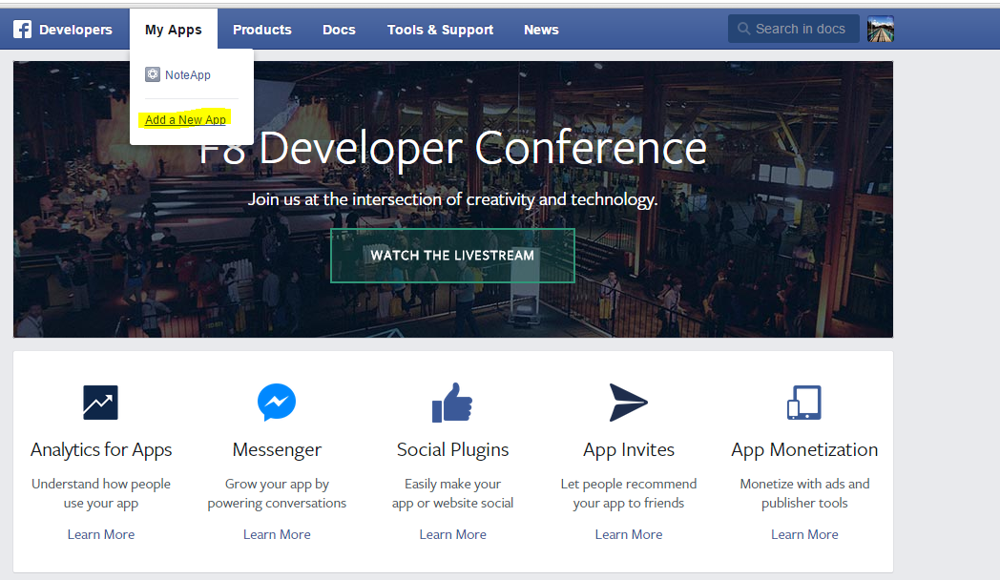 Developers My Apps Products Docs Tools & Support News Search in docs
NoteApp
Add a New App
F8 Developer Conference
Join us at the intersection of creativity and technology.
WATCH THE LIVESTREAM
Analytics for Apps
Understand how people
use your app
Learn More
Messenger
Grow your app by
powering conversations
Learn More
Social Plugins
Easily make your
app or website social
Learn More
App Invites
Let people recommend
your app to friends
Learn More
App Monetization
Monetize with ads and
publisher tools
Learn More